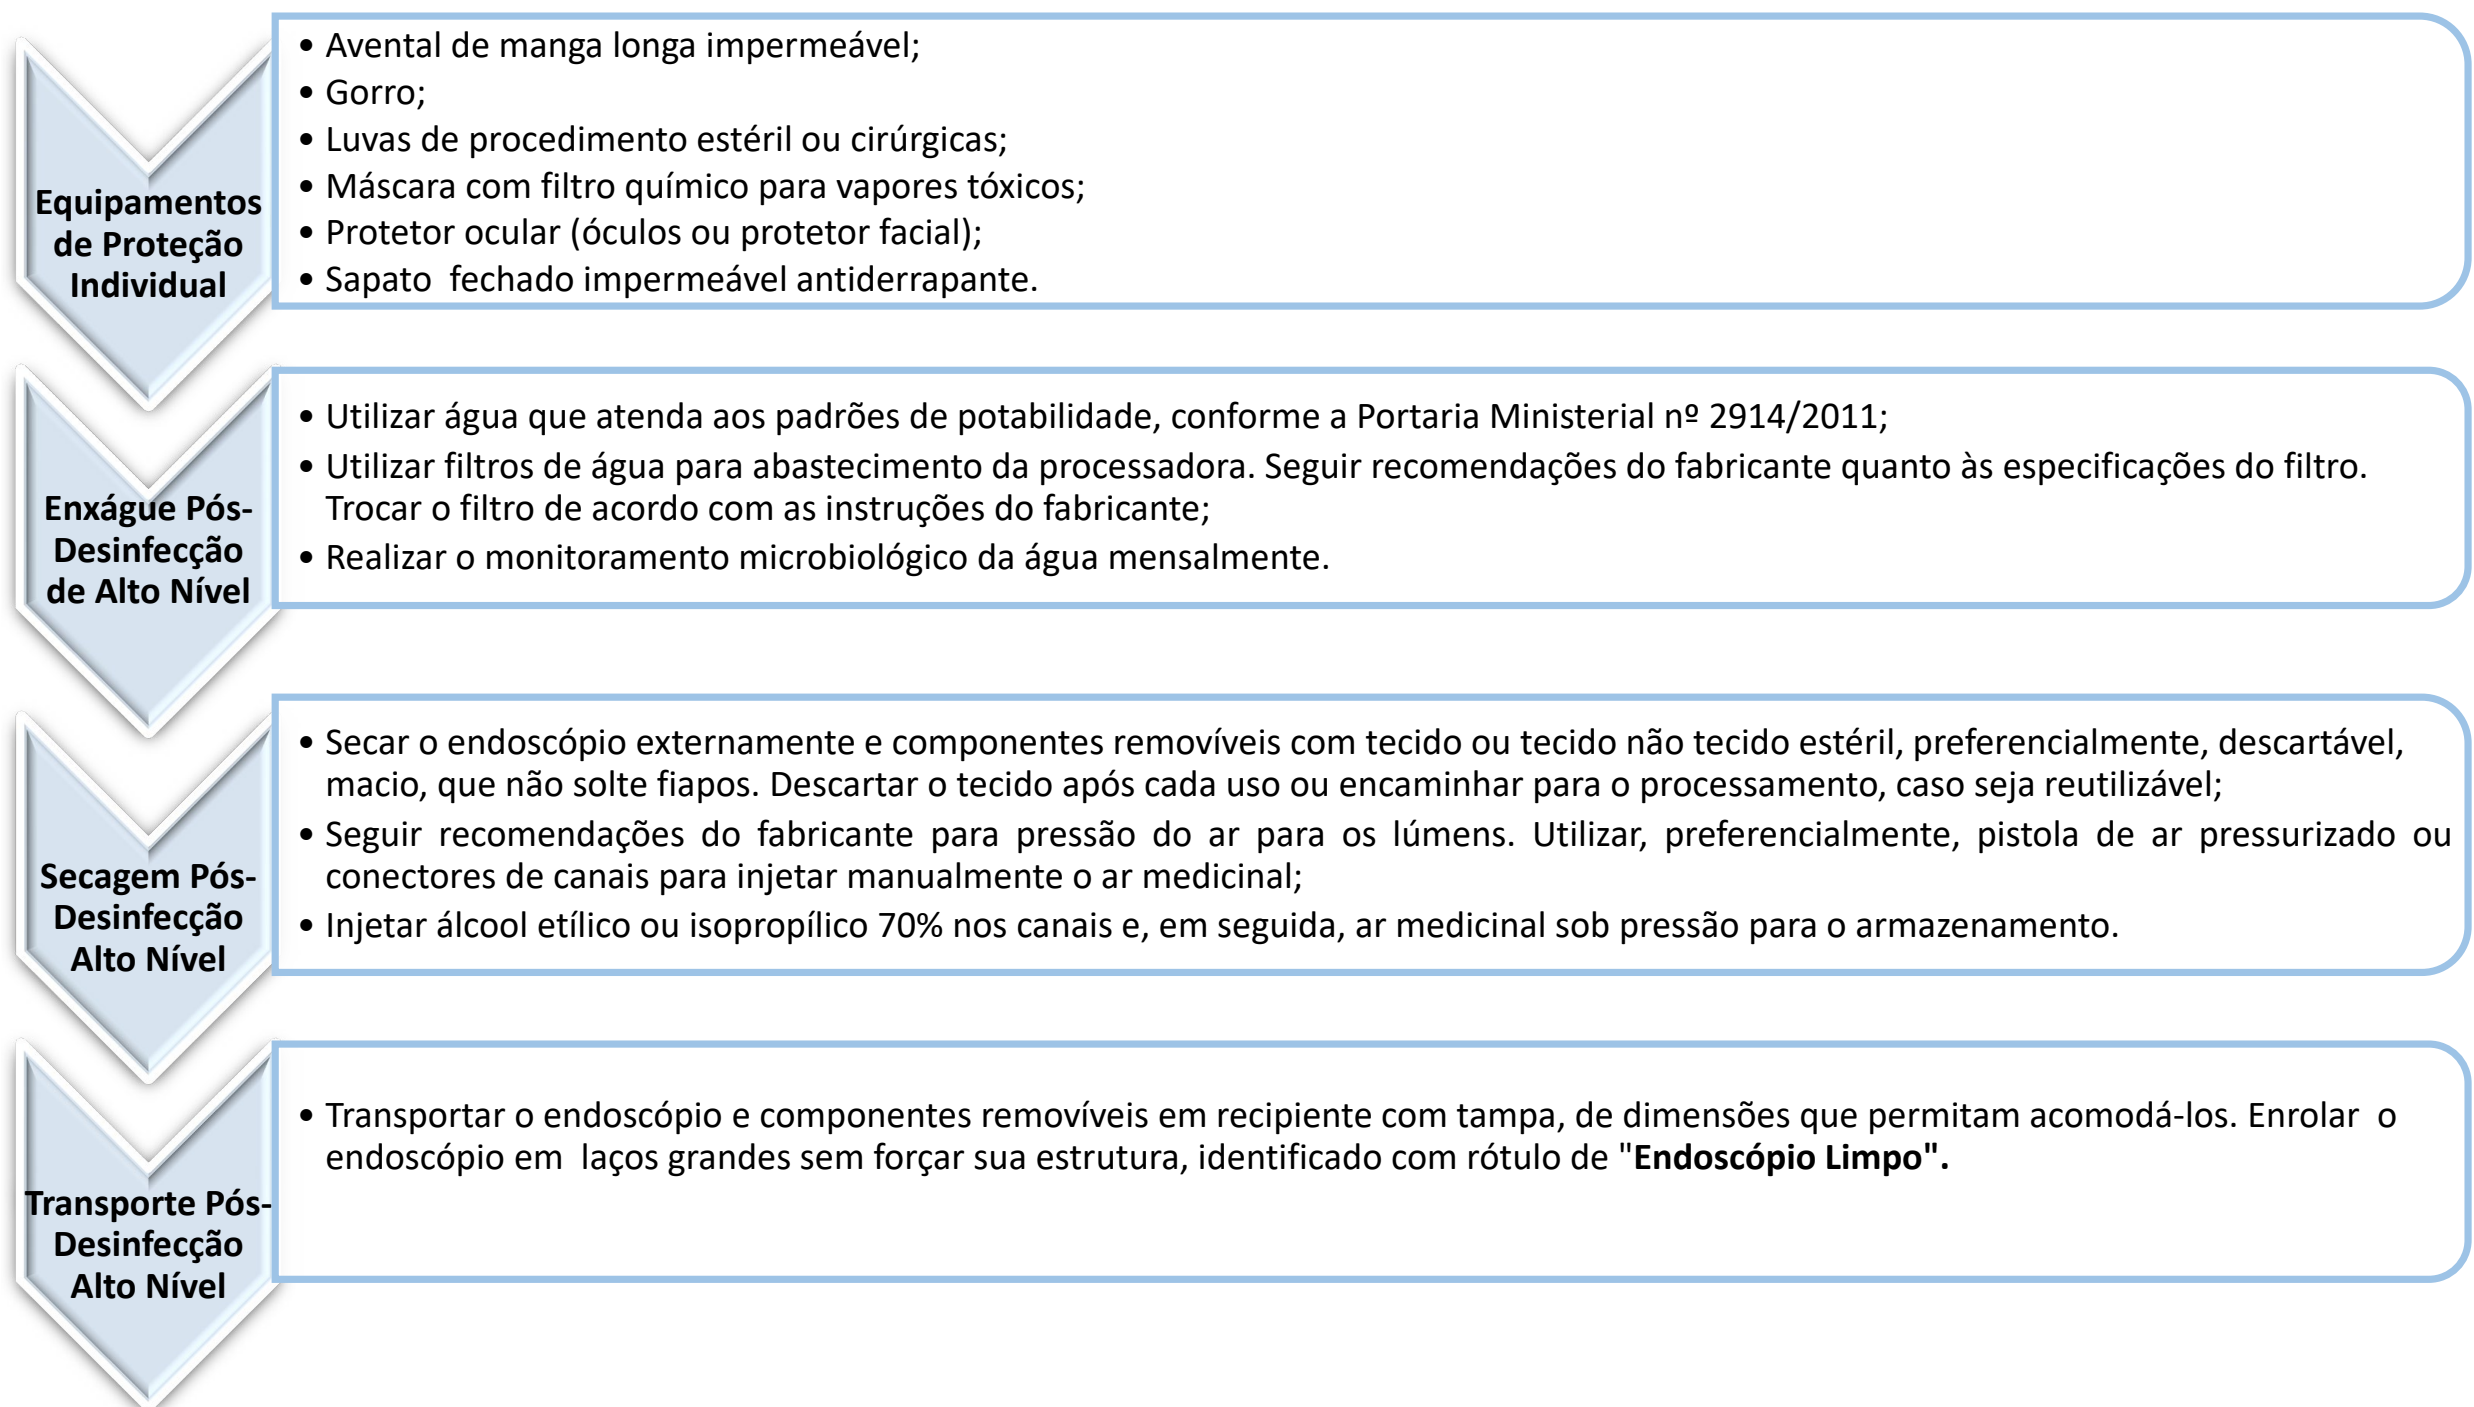 Equipamentos
de Proteção
Individual
• Avental de manga longa impermeável;
• Gorro;
• Luvas de procedimento estéril ou cirúrgicas;
• Máscara com filtro químico para vapores tóxicos;
• Protetor ocular (óculos ou protetor facial);
• Sapato  fechado impermeável antiderrapante.
Enxágue Pós-
Desinfecção
de Alto Nível
• Utilizar água que atenda aos padrões de potabilidade, conforme a Portaria Ministerial nº 2914/2011;
• Utilizar filtros de água para abastecimento da processadora. Seguir recomendações do fabricante quanto às especificações do filtro.
Trocar o filtro de acordo com as instruções do fabricante;
• Realizar o monitoramento microbiológico da água mensalmente.
Secagem Pós-
Desinfecção
Alto Nível
• Secar o endoscópio externamente e componentes removíveis com tecido ou tecido não tecido estéril, preferencialmente, descartável,
macio, que não solte fiapos. Descartar o tecido após cada uso ou encaminhar para o processamento, caso seja reutilizável;
• Seguir recomendações do fabricante para pressão do ar para os lúmens. Utilizar, preferencialmente, pistola de ar pressurizado ou
conectores de canais para injetar manualmente o ar medicinal;
• Injetar álcool etílico ou isopropílico 70% nos canais e, em seguida, ar medicinal sob pressão para o armazenamento.
Transporte Pós-
Desinfecção
Alto Nível
• Transportar o endoscópio e componentes removíveis em recipiente com tampa, de dimensões que permitam acomodá-los. Enrolar  o
endoscópio em  laços grandes sem forçar sua estrutura, identificado com rótulo de "Endoscópio Limpo".